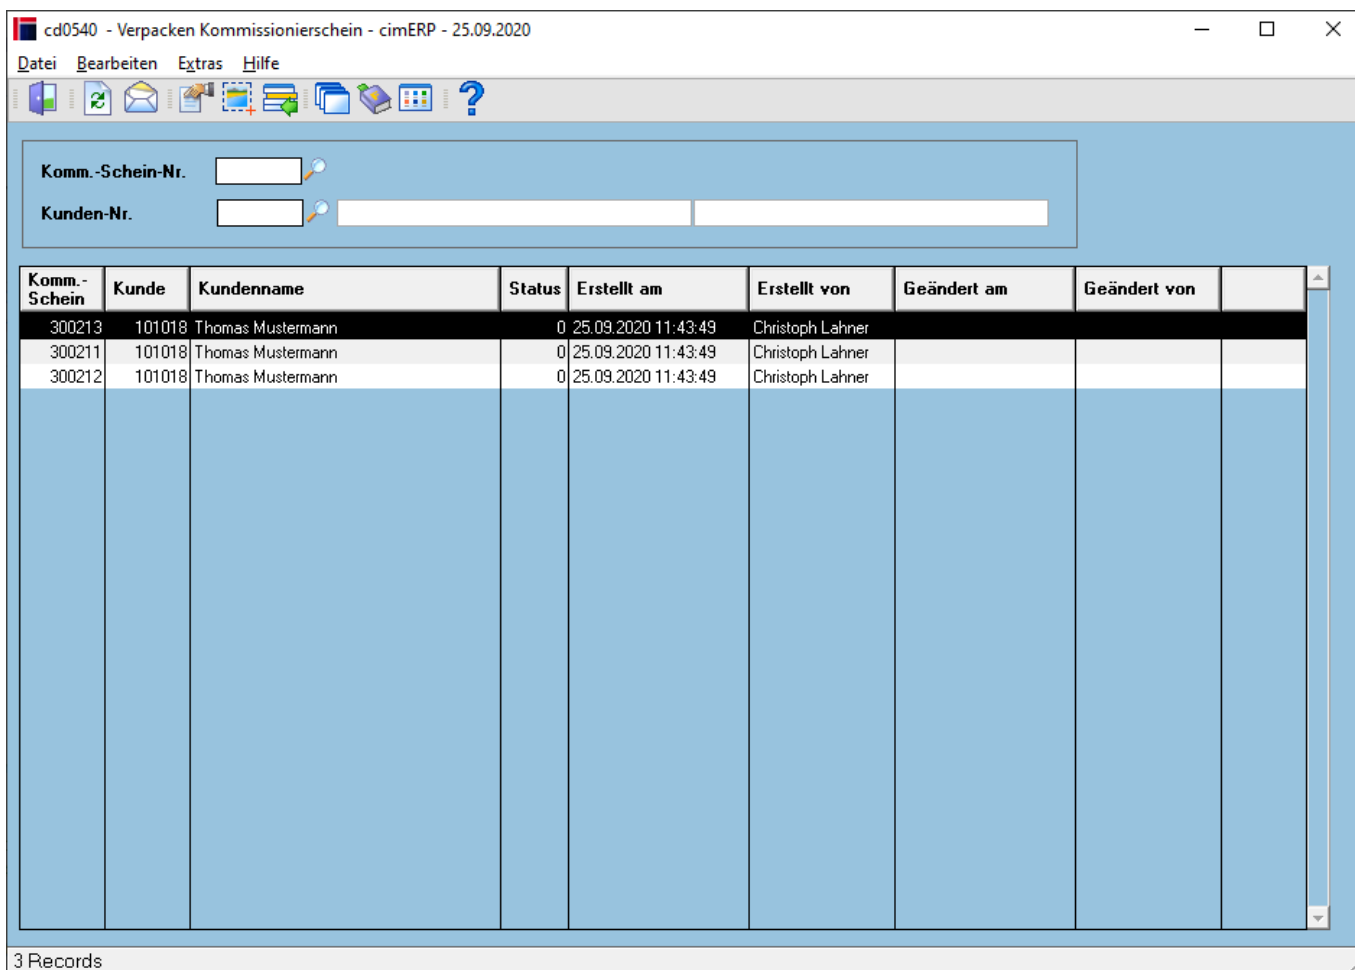 cd0540 - Verpacken Kommissionierschein - cimERP - 25.09.2020
Datei Bearbeiten Extras Hilfe
Komm.-Schein-Nr.
Kunden-Nr.
Komm.-Schein Kunde Kundenname Status Erstellt am Erstellt von Geändert am Geändert von
300213 101018 Thomas Mustermann 0 25.09.2020 11:43:49 Christoph Lahner
300211 101018 Thomas Mustermann 0 25.09.2020 11:43:49 Christoph Lahner
300212 101018 Thomas Mustermann 0 25.09.2020 11:43:49 Christoph Lahner
3 Records